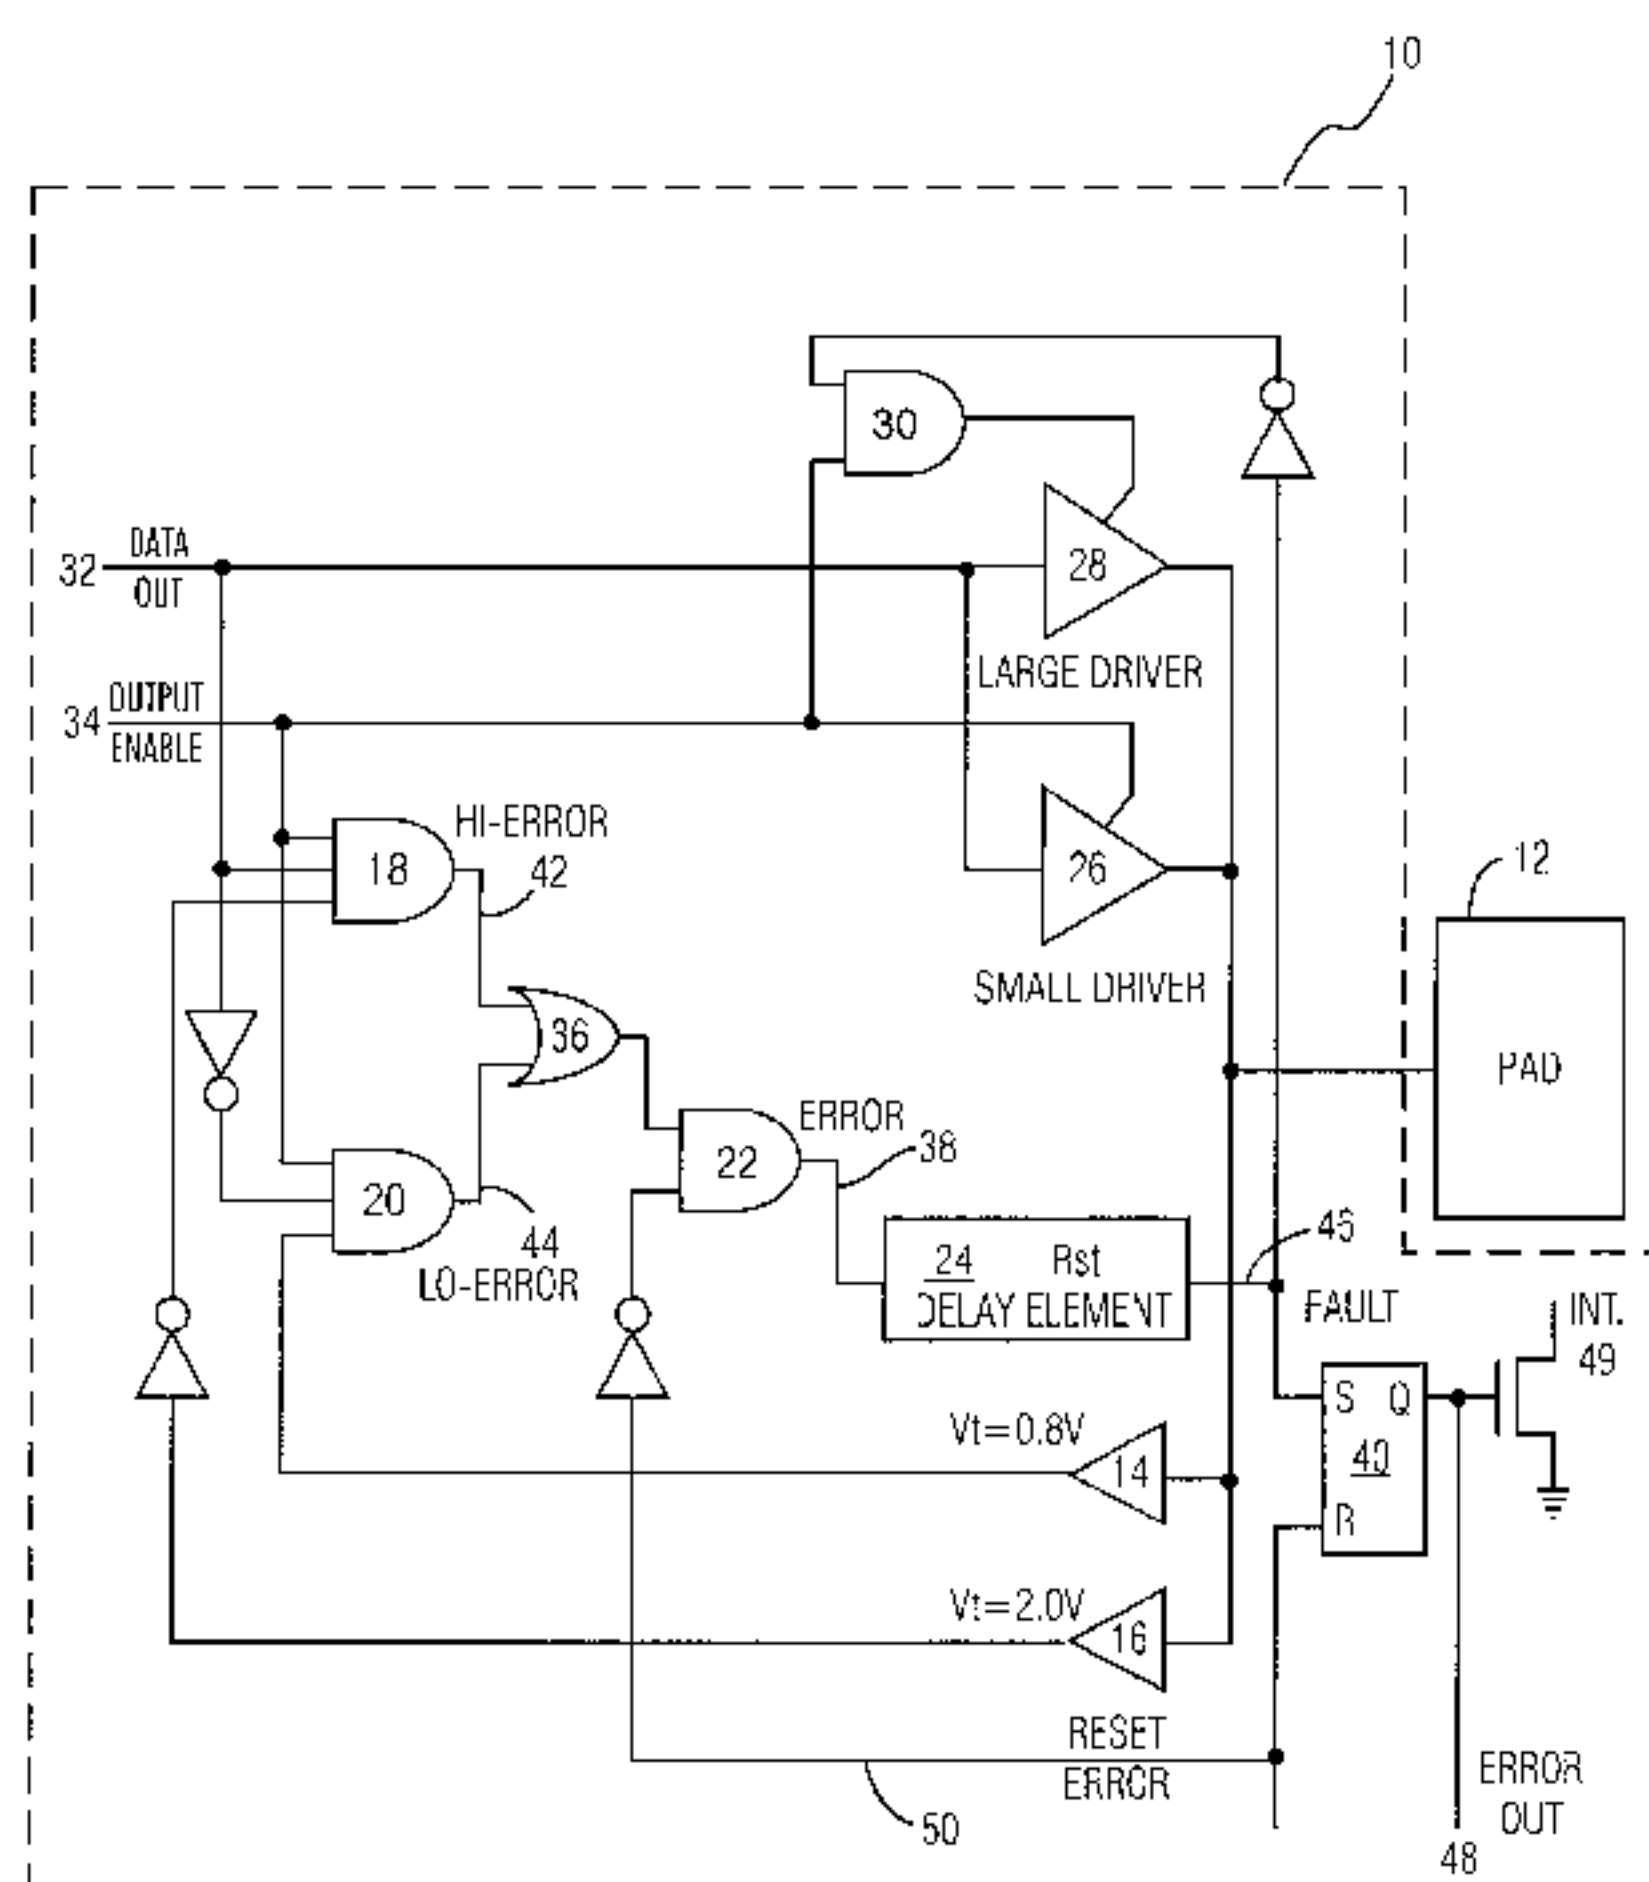 10
30
DATA
32
OUT
28
LARGE DRIVER
OUTPUT
34
ENABLE
HI-ERROR
18
42
26
12
SMALL DRIVER
36
PAD
ERROR
38
22
20
44
LO-ERROR
24 Rst
DELAY ELEMENT
46
FAULT
INT.
49
S Q
40
R
Vt=0.8V
14
Vt=2.0V
16
RESET
ERROR
50
ERROR
OUT
48